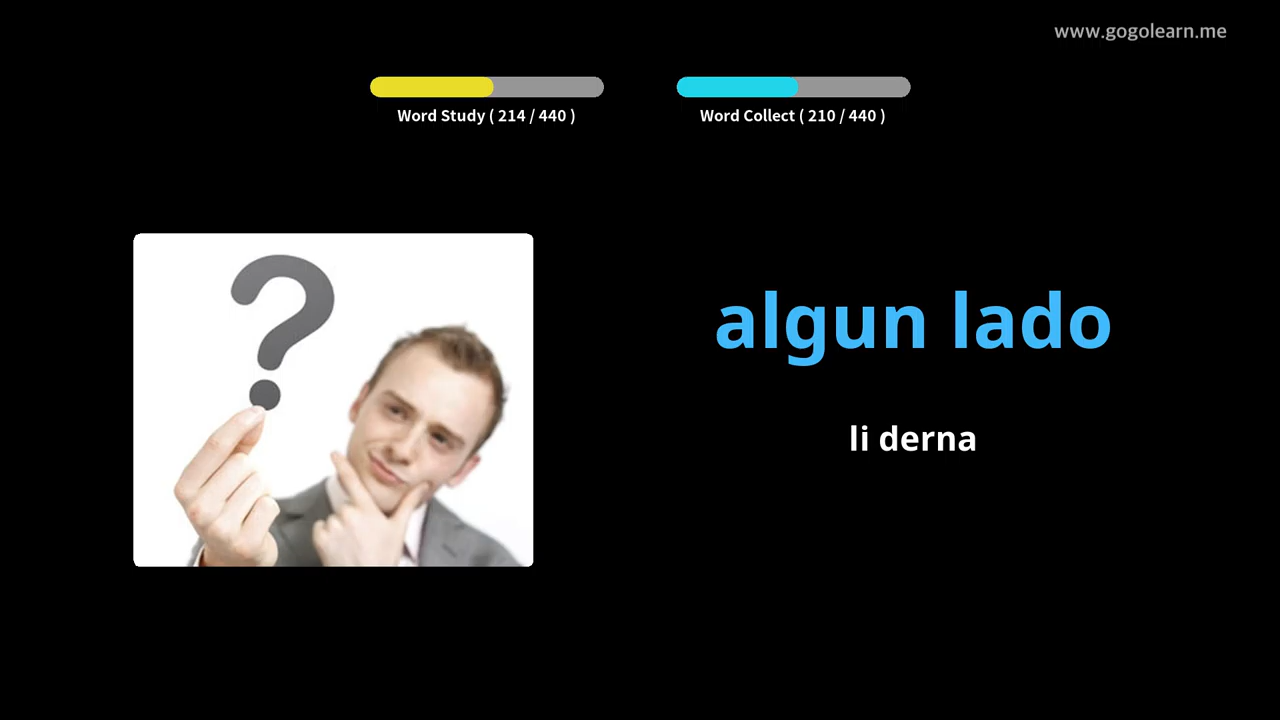 www.gogolearn.me
Word Study ( 214 / 440 )
Word Collect ( 210 / 440 )
algun lado
li derna